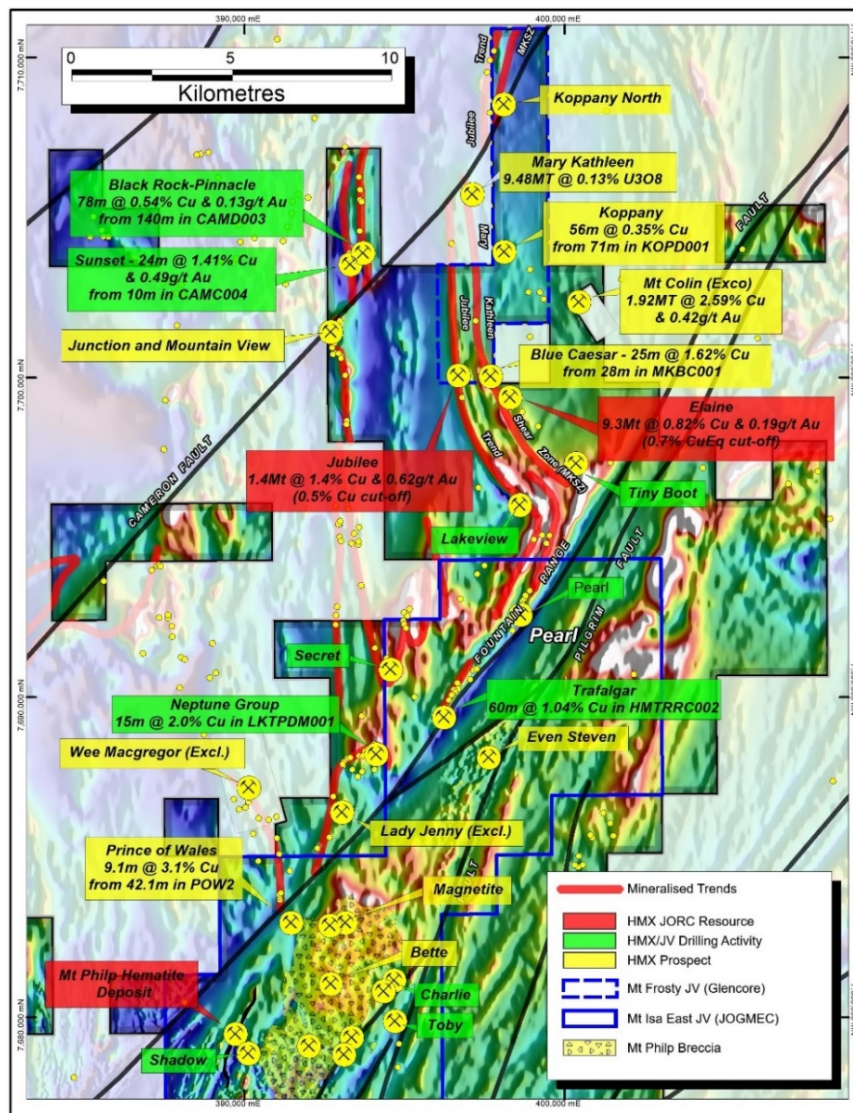 390,000 mE
400,000 mE
7,710,000 mN
0
5
10
Kilometres
Trend
MKSZ
Koppany North
Jubilee
Mary Kathleen
9.48MT @ 0.13% U3O8
Black Rock-Pinnacle
78m @ 0.54% Cu & 0.13g/t Au
from 140m in CAMD003
Mary
Koppany
56m @ 0.35% Cu
from 71m in KOPD001
FAULT
Sunset - 24m @ 1.41% Cu
& 0.49g/t Au
from 10m in CAMC004
Mt Colin (Exco)
1.92MT @ 2.59% Cu
& 0.42g/t Au
Jubilee
Kathleen
Junction and Mountain View
Blue Caesar - 25m @ 1.62% Cu
from 28m in MKBC001
7,700,000 mN
Elaine
9.3Mt @ 0.82% Cu & 0.19g/t Au
(0.7% CuEq cut-off)
Shear
Trend
Zone (MKSZ)
CAMERON FAULT
Jubilee
1.4Mt @ 1.4% Cu & 0.62g/t Au
(0.5% Cu cut-off)
Tiny Boot
Lakeview
RANGE
FAULT
Pearl
Pearl
FOUNTAIN
PILGRIM
Secret
Neptune Group
15m @ 2.0% Cu in LKTPDM001
Trafalgar
60m @ 1.04% Cu in HMTRRC002
7,690,000 mN
Wee Macgregor (Excl.)
Even Steven
Lady Jenny (Excl.)
Prince of Wales
9.1m @ 3.1% Cu
from 42.1m in POW2
FAULT
Magnetite
Bette
Mt Philp Hematite
Deposit
Charlie
Toby
Shadow
7,680,000 mN
Mineralised Trends
HMX JORC Resource
HMX/JV Drilling Activity
HMX Prospect
Mt Frosty JV (Glencore)
Mt Isa East JV (JOGMEC)
Mt Philp Breccia
390,000 mE
400,000 mE